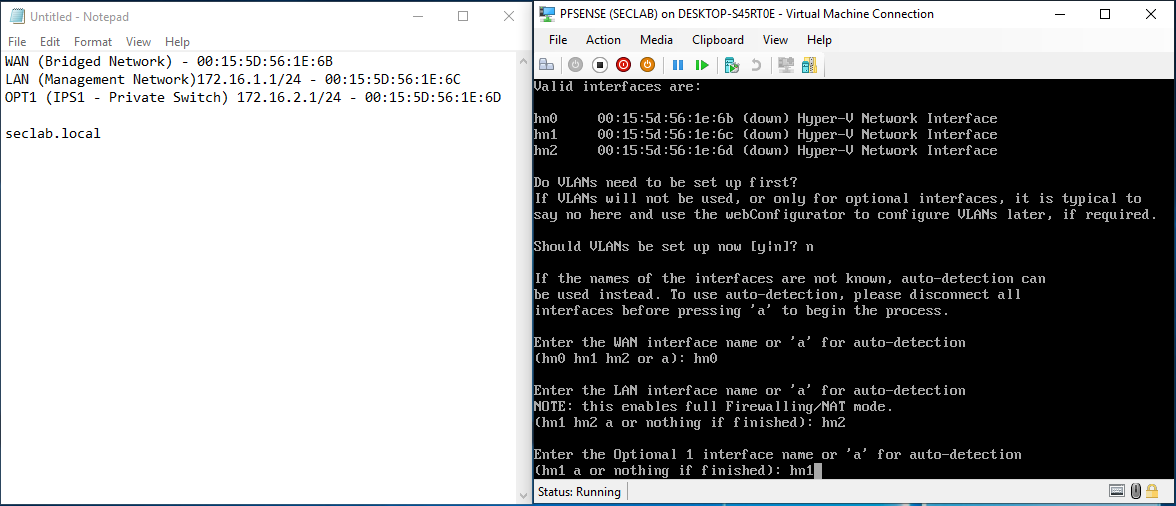 Untitled - Notepad
File Edit Format View Help
WAN (Bridged Network) - 00:15:5D:56:1E:6B
LAN (Management Network)172.16.1.1/24 - 00:15:5D:56:1E:6C
OPT1 (IPS1 - Private Switch) 172.16.2.1/24 - 00:15:5D:56:1E:6D
seclab.local
PFSENSE (SECLAB) on DESKTOP-S45RT0E - Virtual Machine Connection
File Action Media Clipboard View Help
Valid interfaces are:
hn0 00:15:5d:56:1e:6b (down) Hyper-V Network Interface
hn1 00:15:5d:56:1e:6c (down) Hyper-V Network Interface
hn2 00:15:5d:56:1e:6d (down) Hyper-V Network Interface
Do VLANs need to be set up first?
If VLANs will not be used, or only for optional interfaces, it is typical to
say no here and use the webConfigurator to configure VLANs later, if required.
Should VLANs be set up now [y|n]? n
If the names of the interfaces are not known, auto-detection can
be used instead. To use auto-detection, please disconnect all
interfaces before pressing 'a' to begin the process.
Enter the WAN interface name or 'a' for auto-detection
(hn0 hn1 hn2 or a): hn0
Enter the LAN interface name or 'a' for auto-detection
NOTE: this enables full Firewalling/NAT mode.
(hn1 hn2 a or nothing if finished): hn2
Enter the Optional 1 interface name or 'a' for auto-detection
(hn1 a or nothing if finished): hn1
Status: Running